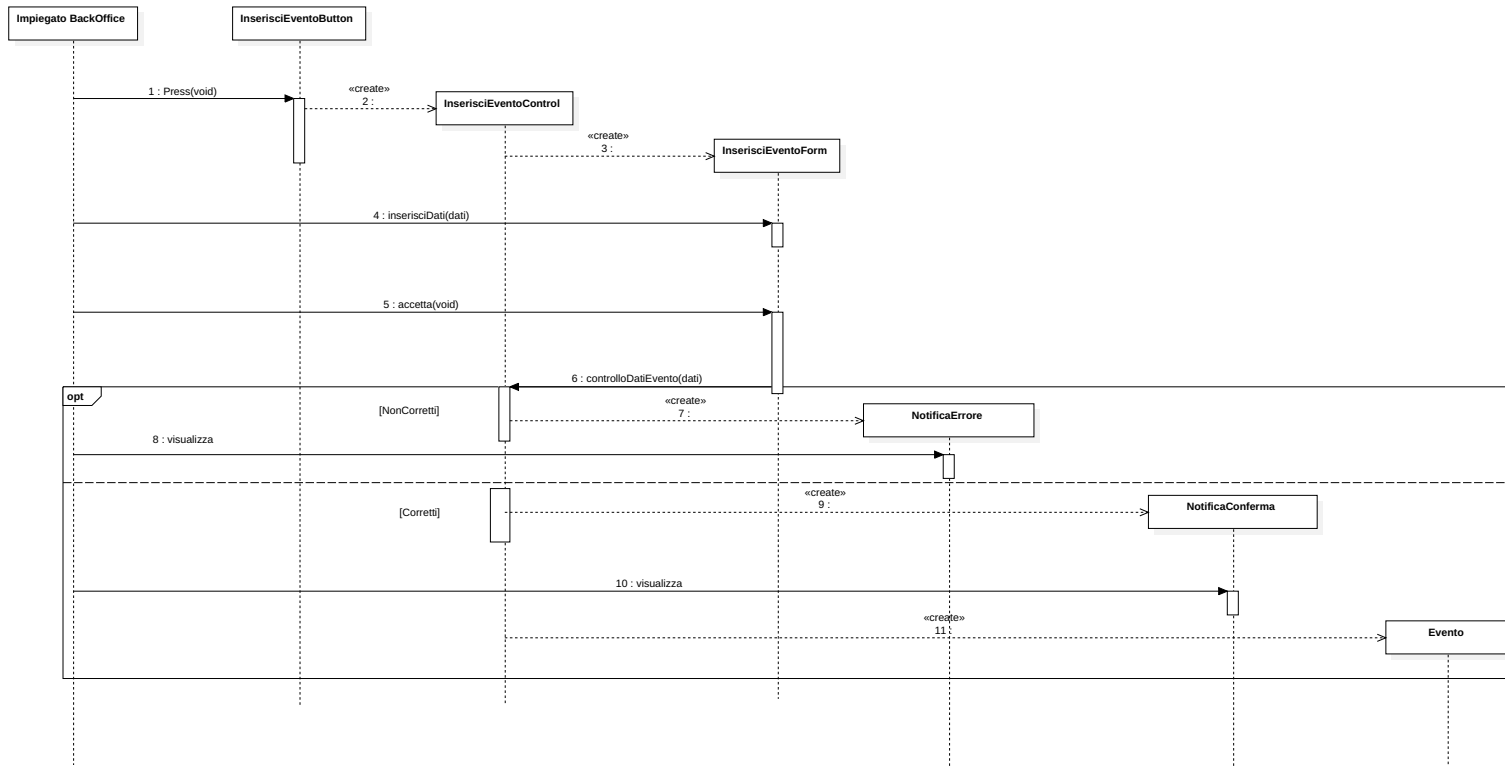 Impiegato BackOffice
InserisciEventoButton
1 : Press(void)
«create»
2 :
InserisciEventoControl
«create»
3 :
InserisciEventoForm
4 : inserisciDati(dati)
5 : accetta(void)
6 : controlloDatiEvento(dati)
opt
[NonCorretti]
«create»
7 :
NotificaErrore
8 : visualizza
[Corretti]
«create»
9 :
NotificaConferma
10 : visualizza
«create»
11 :
Evento